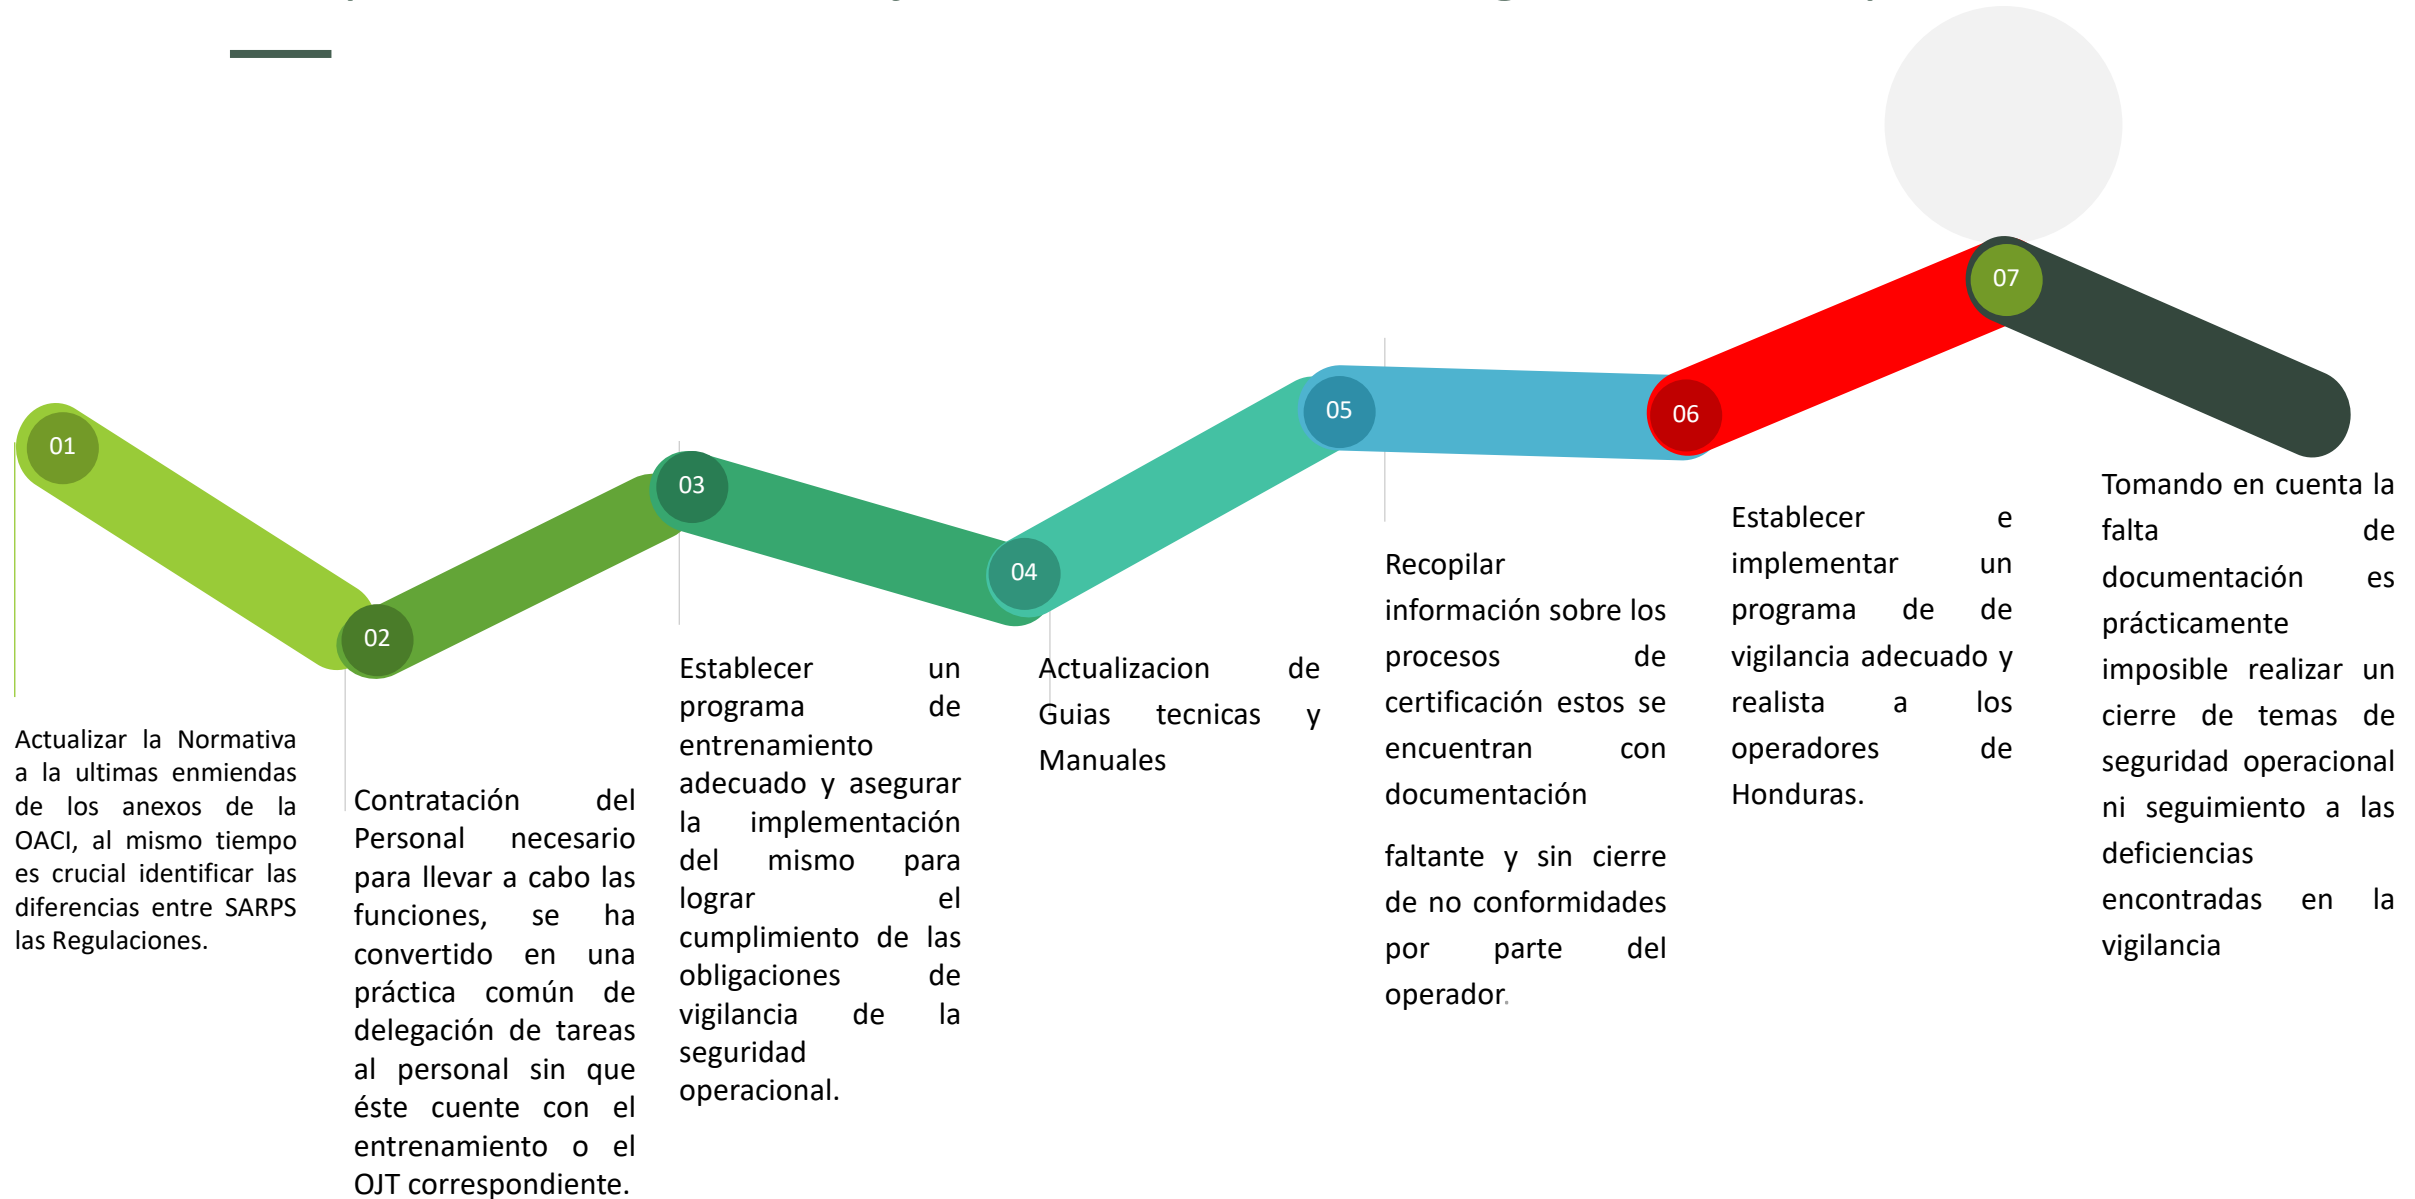 01
Actualizar la Normativa
a la ultimas enmiendas
de los anexos de la
OACI, al mismo tiempo
es crucial identificar las
diferencias entre SARPS
las Regulaciones.
02
Contratación del
Personal necesario
para llevar a cabo las
funciones, se ha
convertido en una
práctica común de
delegación de tareas
al personal sin que
éste cuente con el
entrenamiento o el
OJT correspondiente.
03
Establecer un
programa de
entrenamiento
adecuado y asegurar
la implementación
del mismo para
lograr el
cumplimiento de las
obligaciones de
vigilancia de la
seguridad
operacional.
04
Actualizacion de
Guias tecnicas y
Manuales
05
Recopilar
información sobre los
procesos de
certificación estos se
encuentran con
documentación
faltante y sin cierre
de no conformidades
por parte del
operador.
06
Establecer e
implementar un
programa de de
vigilancia adecuado y
realista a los
operadores de
Honduras.
07
Tomando en cuenta la
falta de
documentación es
prácticamente
imposible realizar un
cierre de temas de
seguridad operacional
ni seguimiento a las
deficiencias
encontradas en la
vigilancia